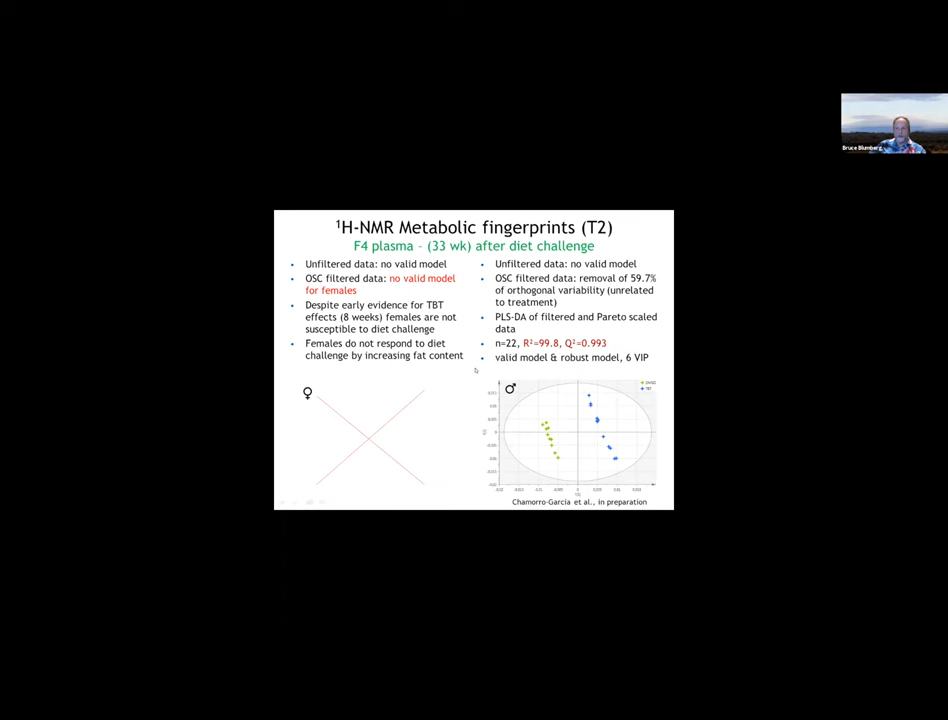 Bruce Blumberg
¹H-NMR Metabolic fingerprints (T2)
F4 plasma – (33 wk) after diet challenge
• Unfiltered data: no valid model
• OSC filtered data: no valid model
for females
• Despite early evidence for TBT
effects (8 weeks) females are not
susceptible to diet challenge
• Females do not respond to diet
challenge by increasing fat content
♀
• Unfiltered data: no valid model
• OSC filtered data: removal of 59.7%
of orthogonal variability (unrelated
to treatment)
• PLS-DA of filtered and Pareto scaled
data
• n=22, R²=99.8, Q²=0.993
• valid model & robust model, 6 VIP
♂
DMSO
TBT
Chamorro-García et al., in preparation